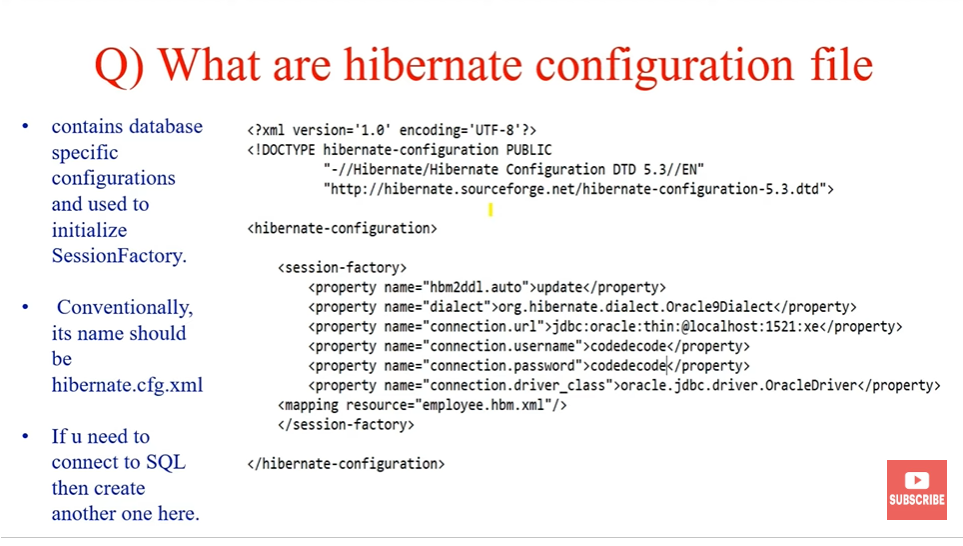 Q) What are hibernate configuration file
• contains database
specific
configurations
and used to
initialize
SessionFactory.
• Conventionally,
its name should
be
hibernate.cfg.xml
• If u need to
connect to SQL
then create
another one here.
<?xml version='1.0' encoding='UTF-8'?>
<!DOCTYPE hibernate-configuration PUBLIC
"-//Hibernate/Hibernate Configuration DTD 5.3//EN"
"http://hibernate.sourceforge.net/hibernate-configuration-5.3.dtd">
<hibernate-configuration>
<session-factory>
<property name="hbm2ddl.auto">update</property>
<property name="dialect">org.hibernate.dialect.Oracle9Dialect</property>
<property name="connection.url">jdbc:oracle:thin:@localhost:1521:xe</property>
<property name="connection.username">codedecode</property>
<property name="connection.password">codedecode</property>
<property name="connection.driver_class">oracle.jdbc.driver.OracleDriver</property>
<mapping resource="employee.hbm.xml"/>
</session-factory>
</hibernate-configuration>
SUBSCRIBE